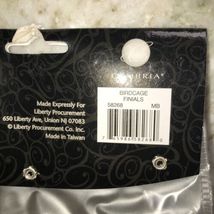 BIRDCAGE
FINIALS
58268 MB
Made Expressly For
Liberty Procurement
650 Liberty Ave, Union NJ 07083
© Liberty Procurement Co. Inc.
Made in Taiwan